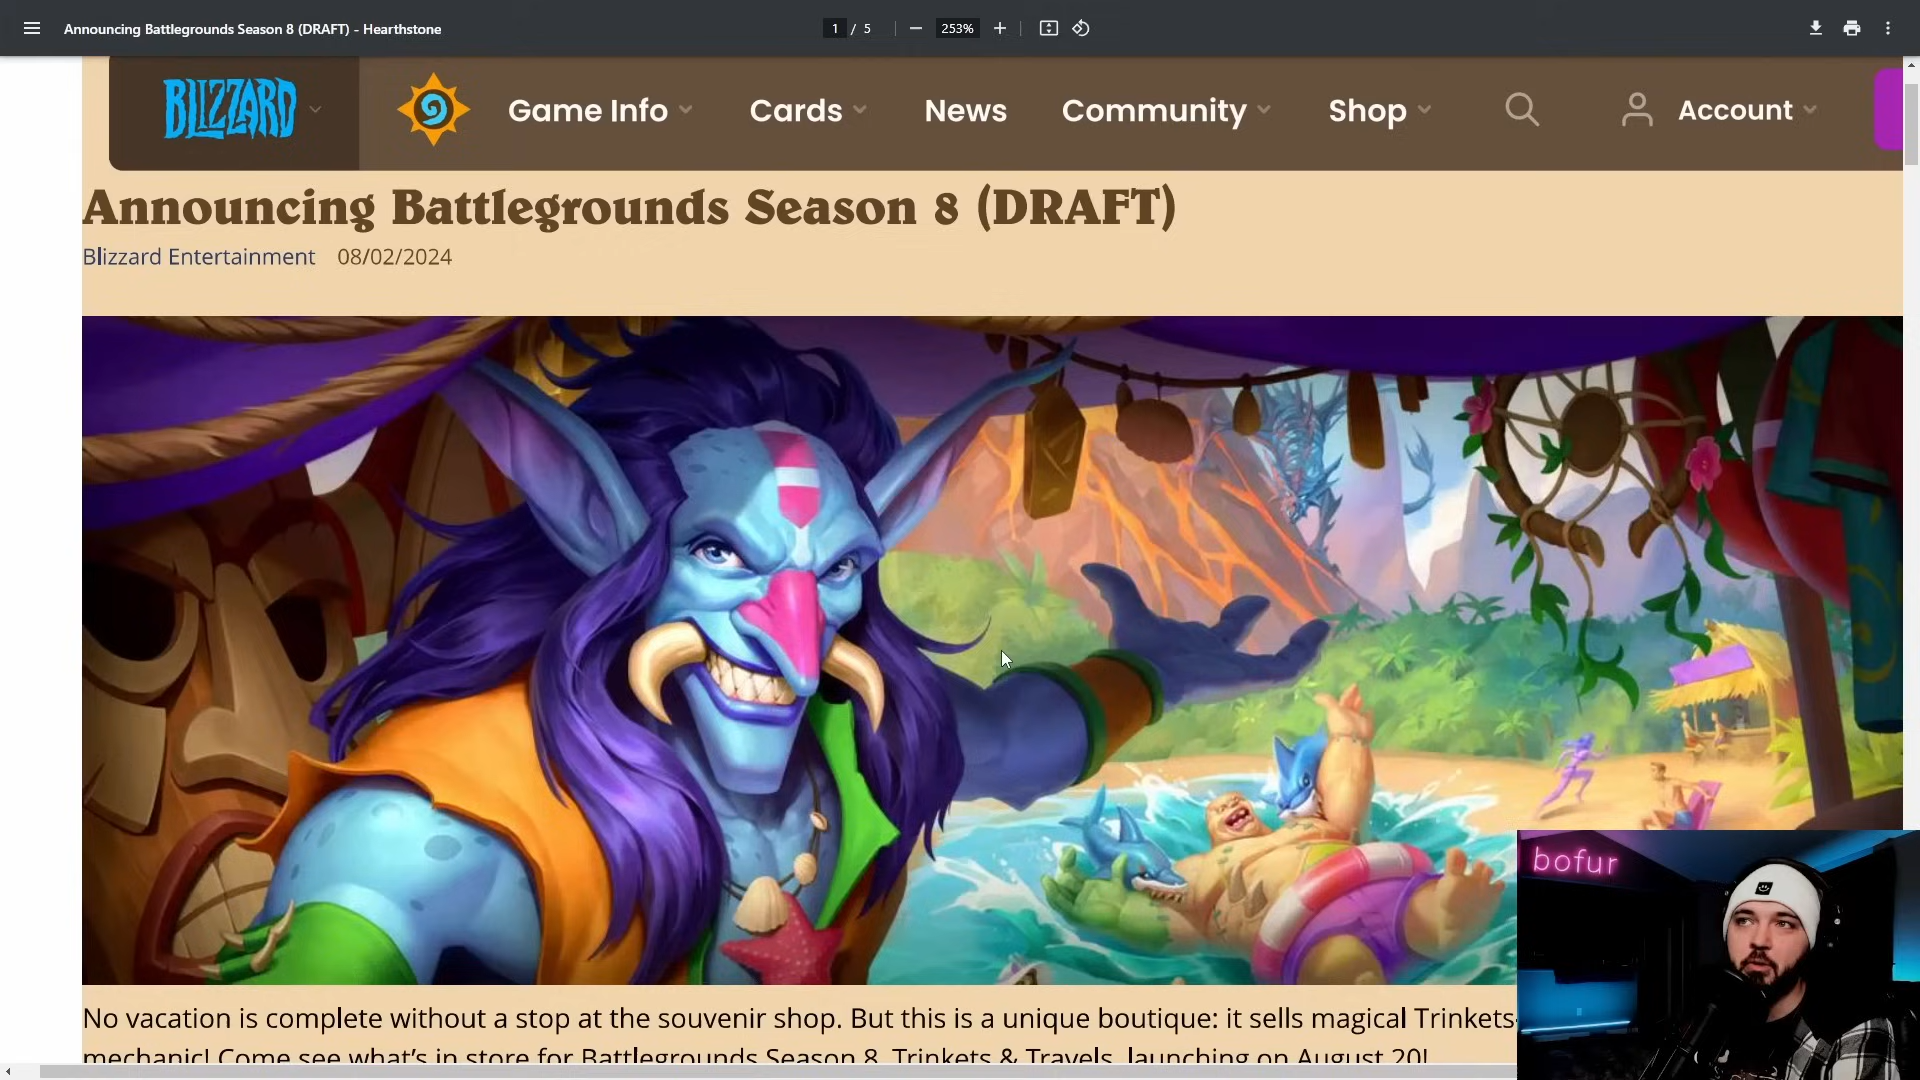 Announcing Battlegrounds Season 8 (DRAFT) - Hearthstone
1 / 5
253%
BLIZZARD
Game Info
Cards
News
Community
Shop
Account
Announcing Battlegrounds Season 8 (DRAFT)
Blizzard Entertainment 08/02/2024
No vacation is complete without a stop at the souvenir shop. But this is a unique boutique: it sells magical Trinkets-
mechanic! Come see what's in store for Battlegrounds Season 8, Trinkets & Travels, launching on August 20!
bofur